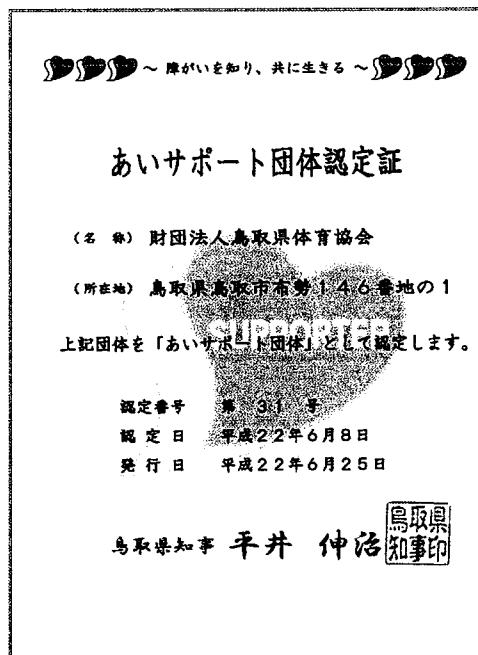 ～ 障がいを知り、共に生きる ～
あいサポート団体認定証
（名　称） 財団法人鳥取県体育協会
（所在地） 鳥取県鳥取市布勢１４６番地の１
SUPPORTER
上記団体を「あいサポート団体」として認定します。
認定番号　第　３１　号
認 定 日　平成２２年６月８日
発 行 日　平成２２年６月２５日
鳥取県知事　平井　伸治
鳥取県
知事印